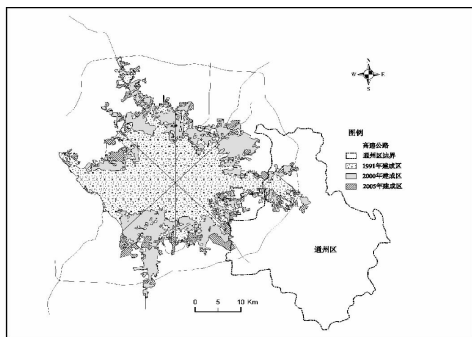 N
W E
S
图例
高速公路
通州区边界
1991年建成区
2000年建成区
2005年建成区
通州区
0 5 10 Km